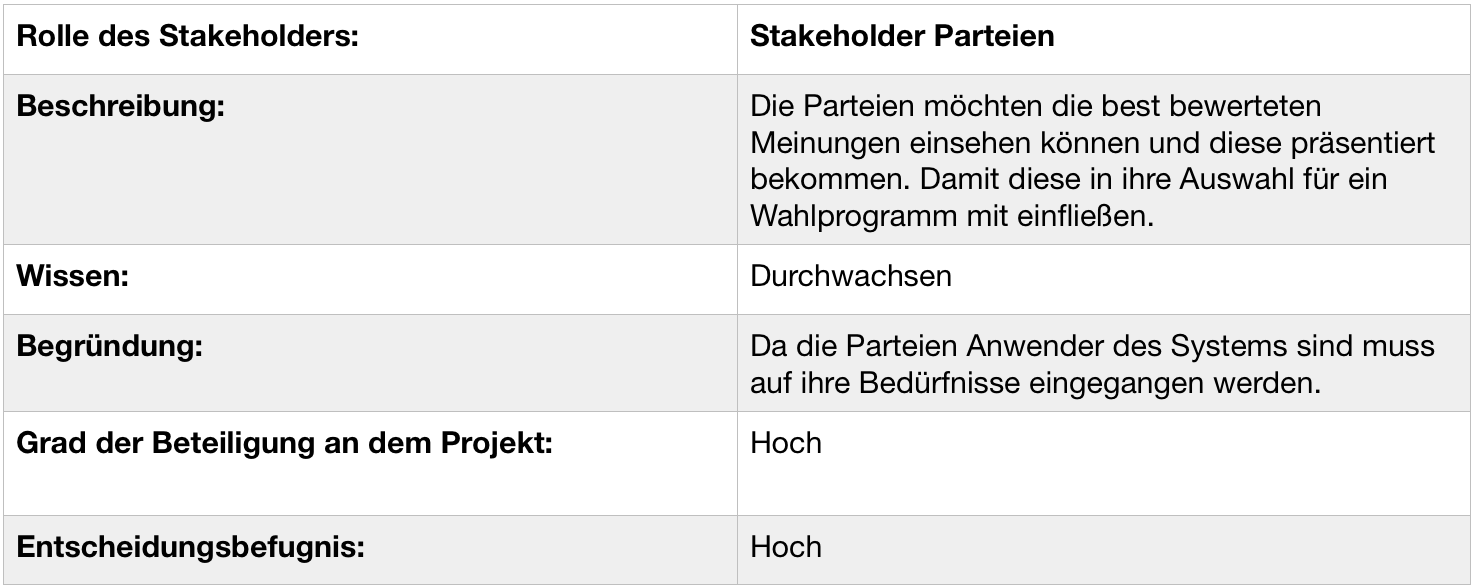 Rolle des Stakeholders:
Stakeholder Parteien
Beschreibung:
Die Parteien möchten die best bewerteten
Meinungen einsehen können und diese präsentiert
bekommen. Damit diese in ihre Auswahl für ein
Wahlprogramm mit einfließen.
Wissen:
Durchwachsen
Begründung:
Da die Parteien Anwender des Systems sind muss
auf ihre Bedürfnisse eingegangen werden.
Grad der Beteiligung an dem Projekt:
Hoch
Entscheidungsbefugnis:
Hoch